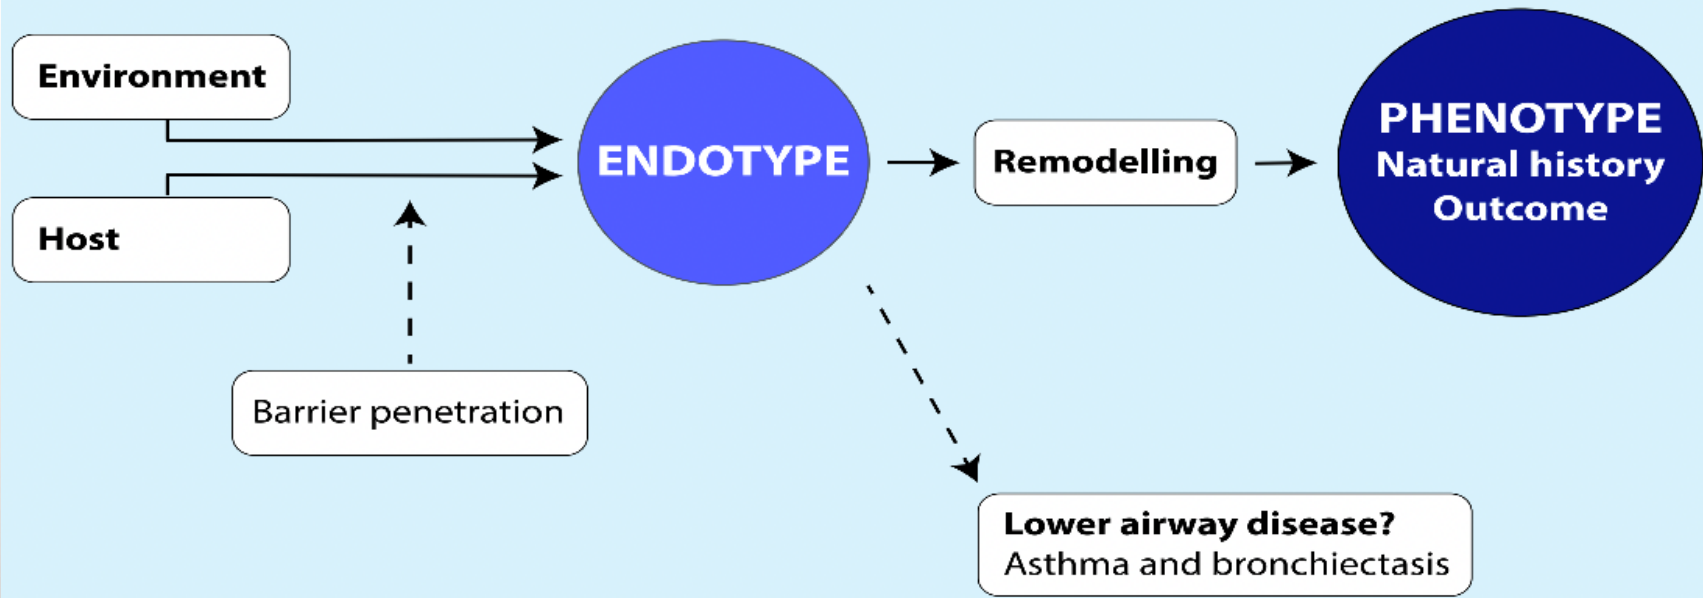 Environment
Host
Barrier penetration
ENDOTYPE
Remodelling
PHENOTYPE
Natural history
Outcome
Lower airway disease?
Asthma and bronchiectasis